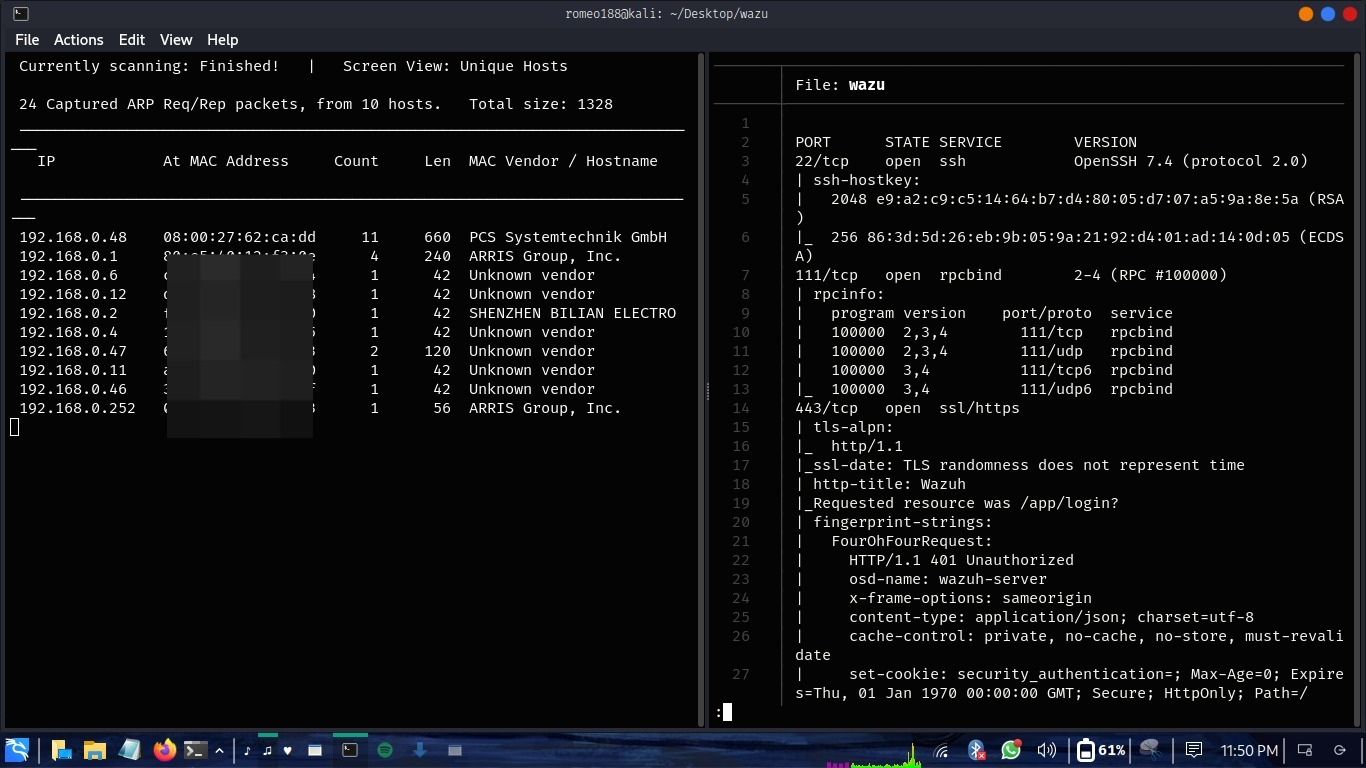 romeo188@kali: ~/Desktop/wazu
File Actions Edit View Help
Currently scanning: Finished! | Screen View: Unique Hosts
24 Captured ARP Req/Rep packets, from 10 hosts. Total size: 1328
IP At MAC Address Count Len MAC Vendor / Hostname
192.168.0.48 08:00:27:62:ca:dd 11 660 PCS Systemtechnik GmbH
192.168.0.1 4 240 ARRIS Group, Inc.
192.168.0.6 1 42 Unknown vendor
192.168.0.12 1 42 Unknown vendor
192.168.0.2 1 42 SHENZHEN BILIAN ELECTRO
192.168.0.4 1 42 Unknown vendor
192.168.0.47 2 120 Unknown vendor
192.168.0.11 1 42 Unknown vendor
192.168.0.46 1 42 Unknown vendor
192.168.0.252 1 56 ARRIS Group, Inc.
File: wazu
1
2 PORT STATE SERVICE VERSION
3 22/tcp open ssh OpenSSH 7.4 (protocol 2.0)
4 | ssh-hostkey:
5 | 2048 e9:a2:c9:c5:14:64:b7:d4:80:05:d7:07:a5:9a:8e:5a (RSA
)
6 |_ 256 86:3d:5d:26:eb:9b:05:9a:21:92:d4:01:ad:14:0d:05 (ECDS
A)
7 111/tcp open rpcbind 2-4 (RPC #100000)
8 | rpcinfo:
9 | program version port/proto service
10 | 100000 2,3,4 111/tcp rpcbind
11 | 100000 2,3,4 111/udp rpcbind
12 | 100000 3,4 111/tcp6 rpcbind
13 |_ 100000 3,4 111/udp6 rpcbind
14 443/tcp open ssl/https
15 | tls-alpn:
16 |_ http/1.1
17 |_ssl-date: TLS randomness does not represent time
18 | http-title: Wazuh
19 |_Requested resource was /app/login?
20 | fingerprint-strings:
21 | FourOhFourRequest:
22 | HTTP/1.1 401 Unauthorized
23 | osd-name: wazuh-server
24 | x-frame-options: sameorigin
25 | content-type: application/json; charset=utf-8
26 | cache-control: private, no-cache, no-store, must-revali
date
27 | set-cookie: security_authentication=; Max-Age=0; Expire
s=Thu, 01 Jan 1970 00:00:00 GMT; Secure; HttpOnly; Path=/
:
61% 11:50 PM